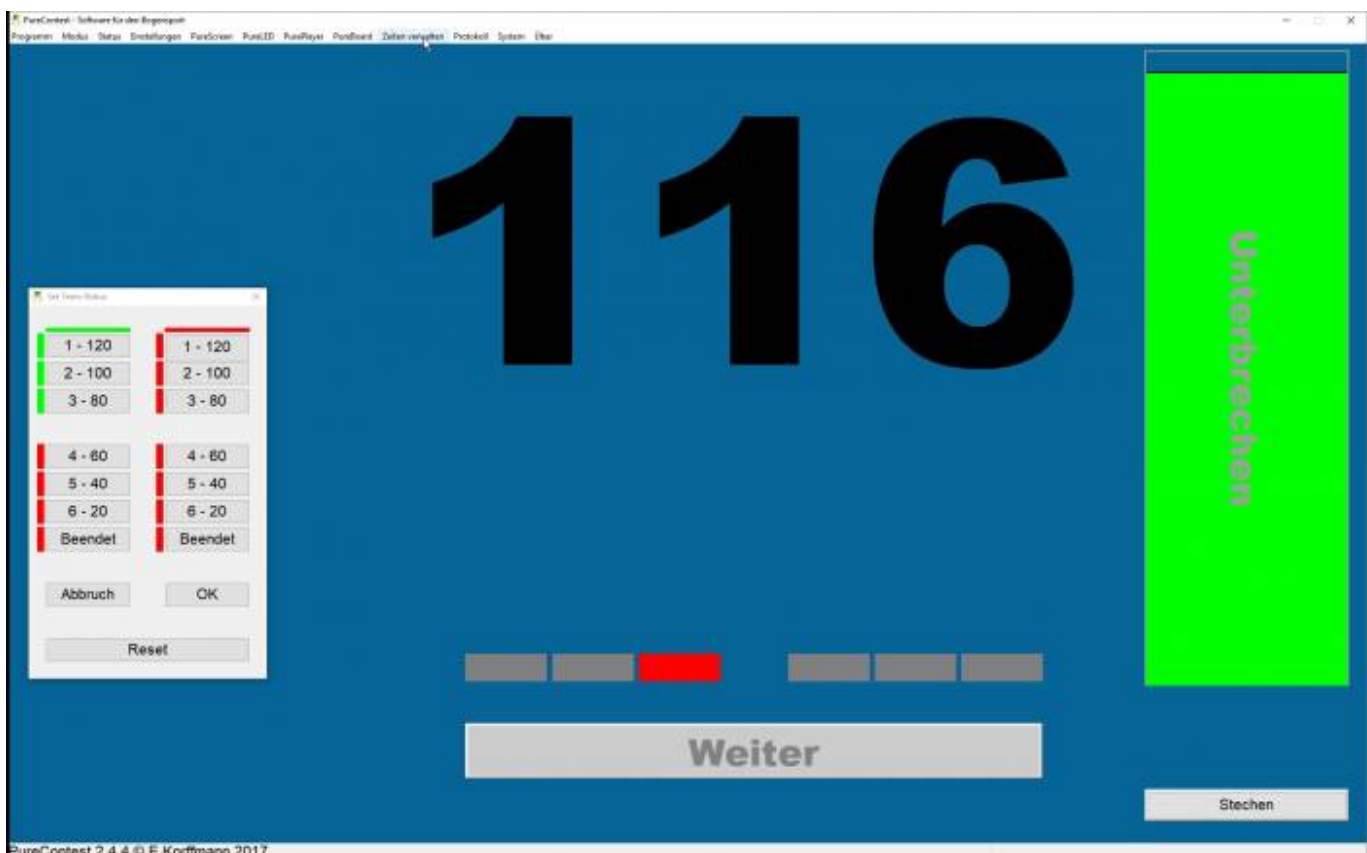 PureContest - Software für den Bogensport
Programm Modus Status Einstellungen PureScreen PureLED PurePlayer PureBoard Zeiten verwalten Protokoll System Über
116
Unterbrechen
Set Team-Status
1 - 120 1 - 120
2 - 100 2 - 100
3 - 80 3 - 80
4 - 60 4 - 60
5 - 40 5 - 40
6 - 20 6 - 20
Beendet Beendet
Abbruch OK
Reset
Weiter
Stechen
PureContest 2.4.4 © E.Korffmann 2017